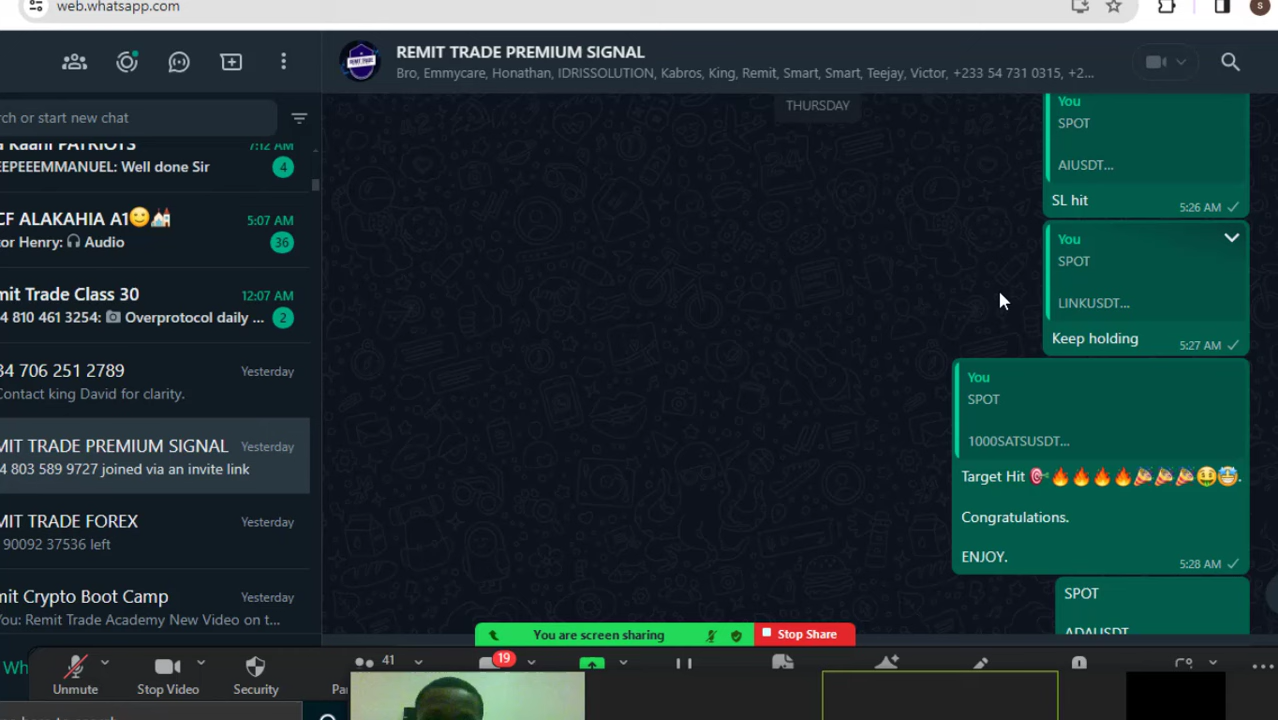 web.whatsapp.com
S
REMIT TRADE PREMIUM SIGNAL
Bro, Emmycare, Honathan, IDRISSOLUTION, Kabros, King, Remit, Smart, Smart, Teejay, Victor, +233 54 731 0315, +2...
rch or start new chat
PATRIOTS
7:12 AM
EEPEEEMMANUEL: Well done Sir
4
CF ALAKAHIA A1😊🏰
5:07 AM
tor Henry: 🎧 Audio
36
mit Trade Class 30
12:07 AM
4 810 461 3254: 📷 Overprotocol daily ...
2
34 706 251 2789
Yesterday
Contact king David for clarity.
MIT TRADE PREMIUM SIGNAL
Yesterday
4 803 589 9727 joined via an invite link
MIT TRADE FOREX
Yesterday
90092 37536 left
mit Crypto Boot Camp
Yesterday
You: Remit Trade Academy New Video on t...
THURSDAY
You
SPOT
AIUSDT...
SL hit
5:26 AM
You
SPOT
LINKUSDT...
Keep holding
5:27 AM
You
SPOT
1000SATSUSDT...
Target Hit 🎯🔥🔥🔥🔥🎉🎉🎉🤑🤩.
Congratulations.
ENJOY.
5:28 AM
SPOT
ADAUSDT
You are screen sharing
Stop Share
Wh
Unmute
Stop Video
Security
Pa
41
19